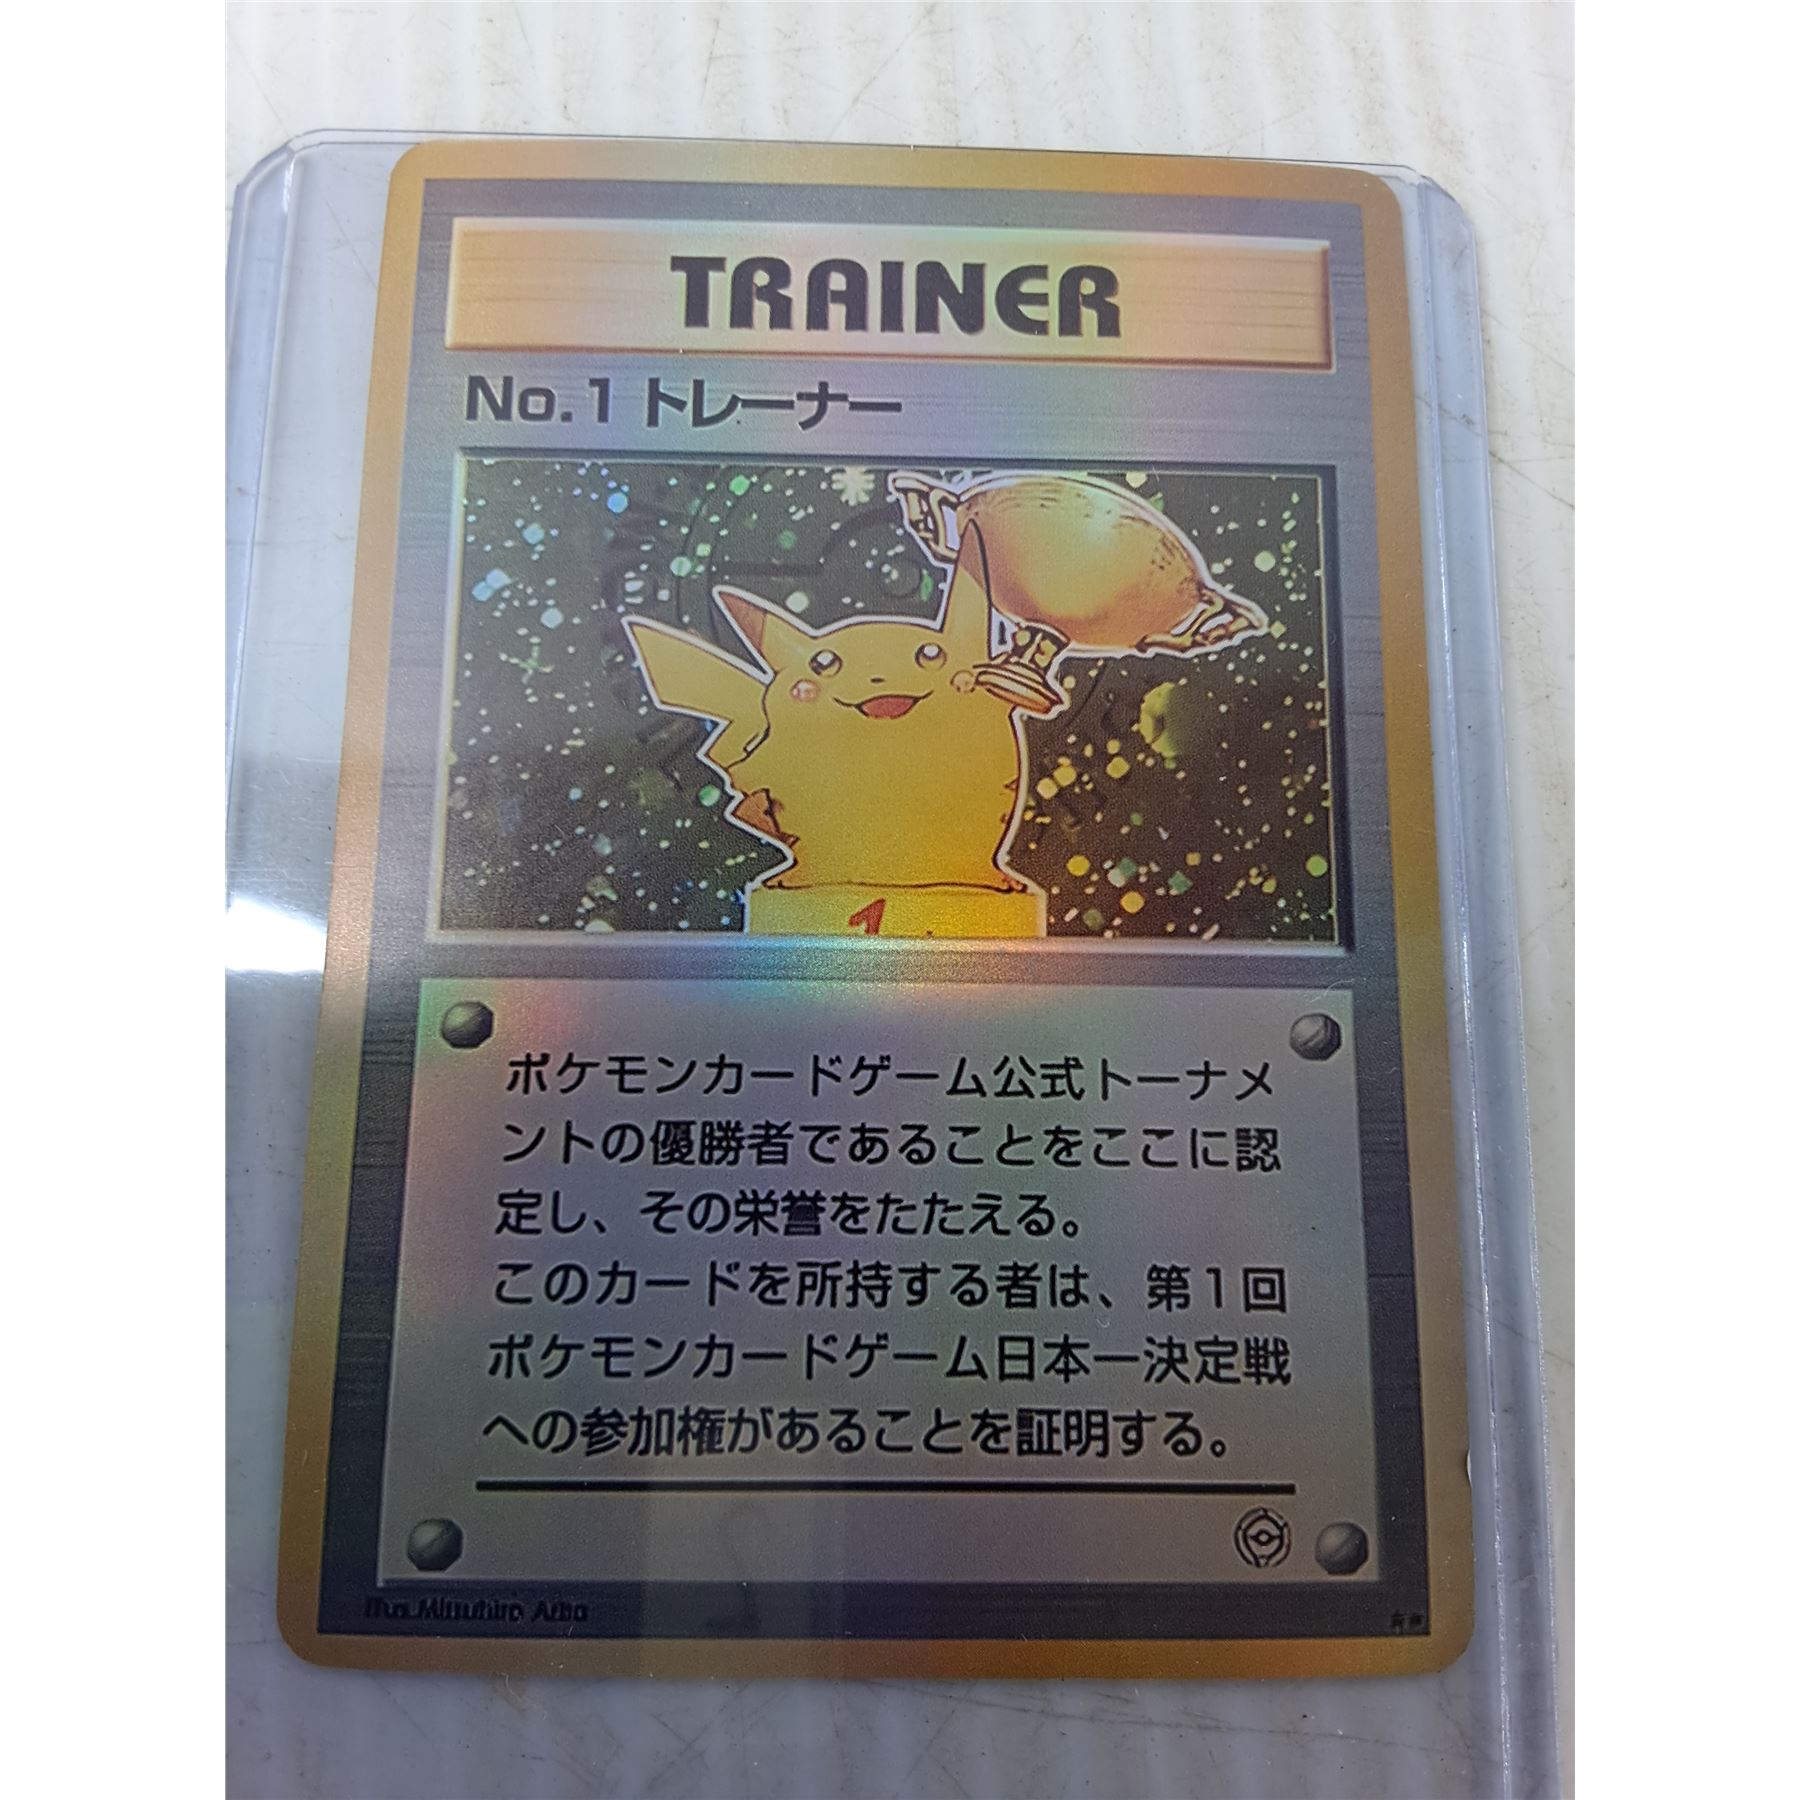 TRAINER
No.1 トレーナー
1
ポケモンカードゲーム公式トーナメ
ントの優勝者であることをここに認
定し、その栄誉をたたえる。
このカードを所持する者は、第1回
ポケモンカードゲーム日本一決定戦
への参加権があることを証明する。
Illus. Mitsuhiro Arita